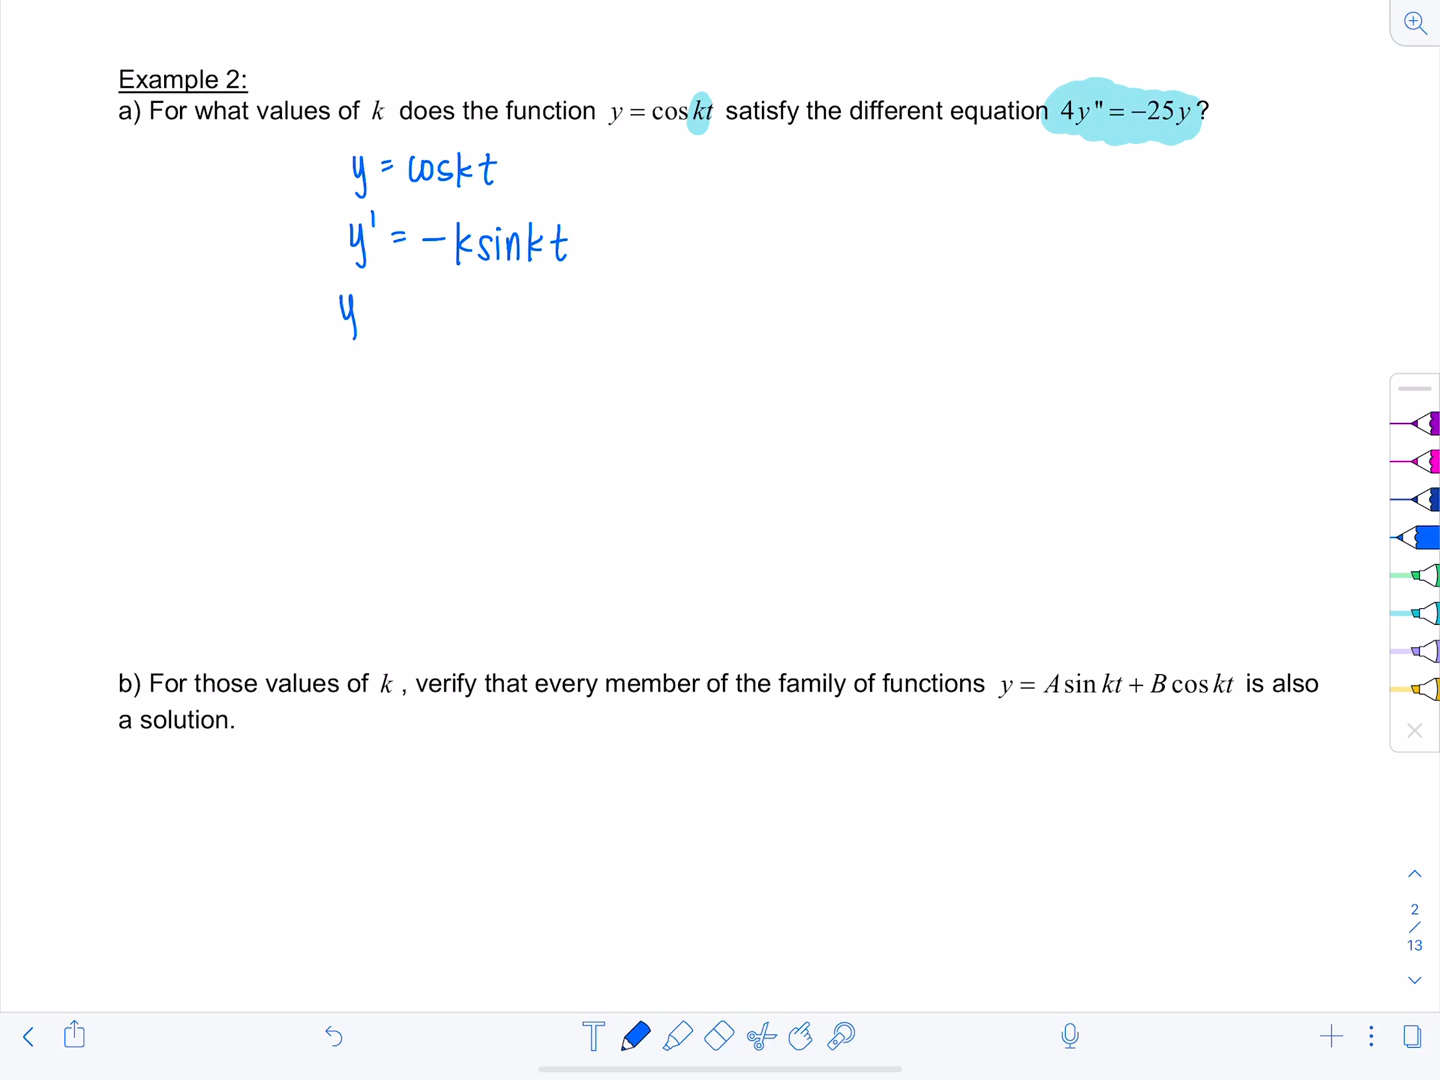 Example 2:
a) For what values of k does the function y = cos kt satisfy the different equation 4y" = −25y?
y = coskt
y' = −ksinkt
y
b) For those values of k , verify that every member of the family of functions y = A sin kt + B cos kt is also
a solution.
2
/
13
T